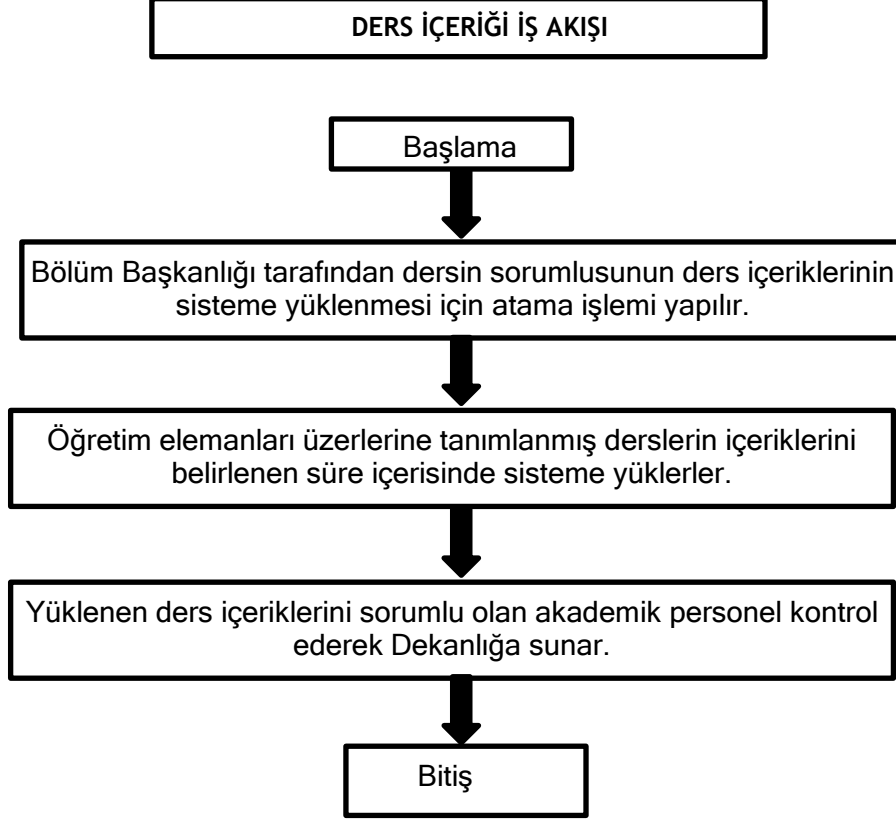 DERS İÇERİĞİ İŞ AKIŞI
Başlama
Bölüm Başkanlığı tarafından dersin sorumlusunun ders içeriklerinin
sisteme yüklenmesi için atama işlemi yapılır.
Öğretim elemanları üzerlerine tanımlanmış derslerin içeriklerini
belirlenen süre içerisinde sisteme yüklerler.
Yüklenen ders içeriklerini sorumlu olan akademik personel kontrol
ederek Dekanlığa sunar.
Bitiş